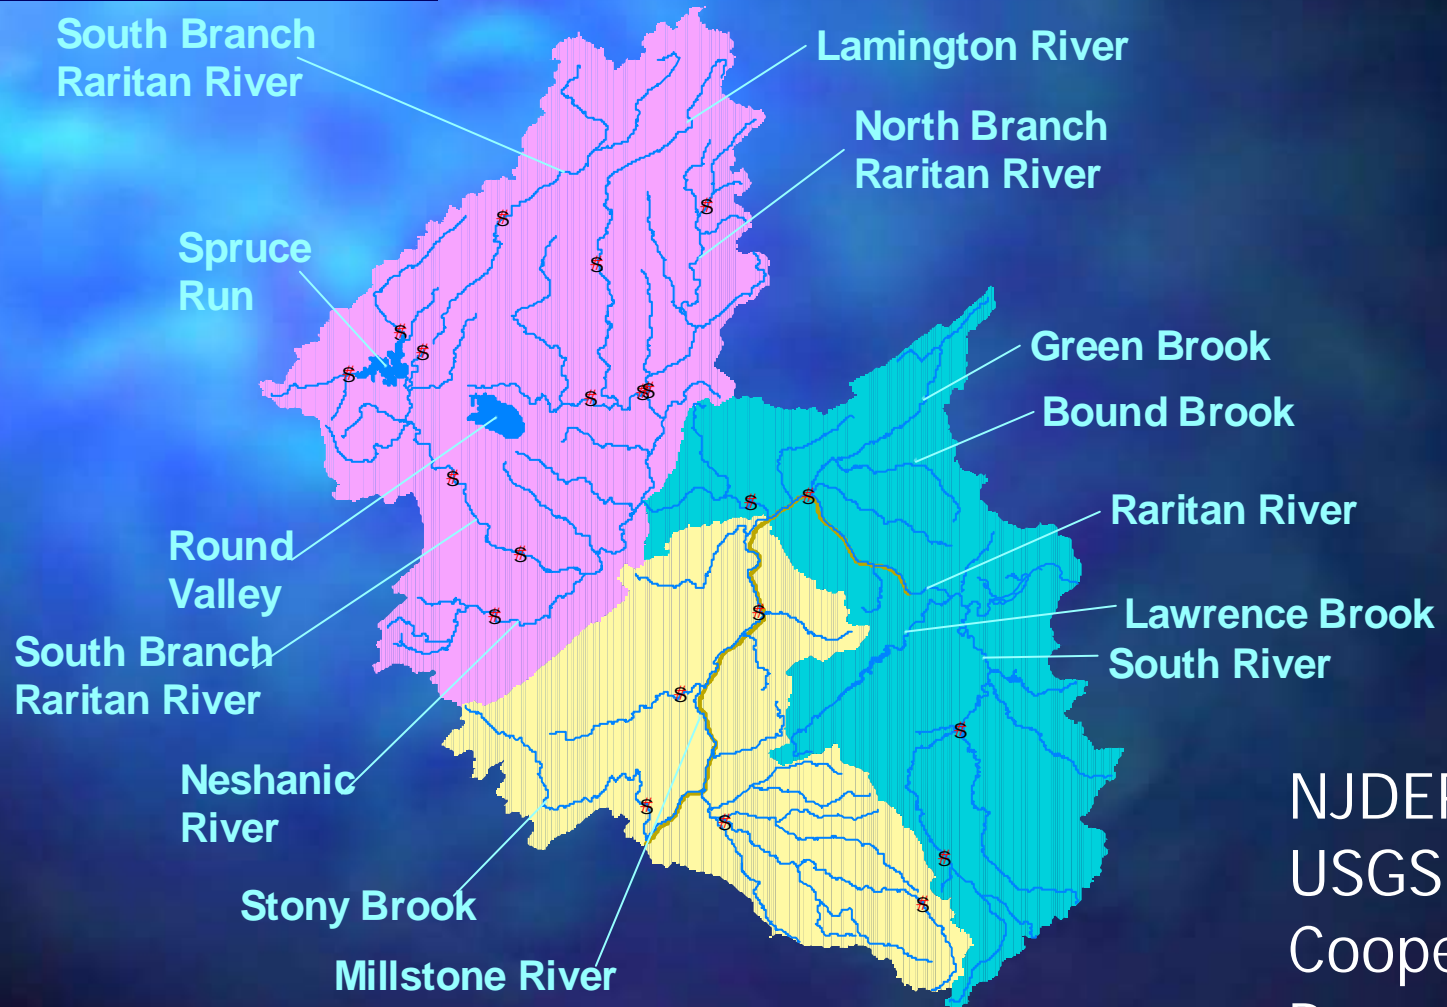 South Branch
Raritan River
Lamington River
North Branch
Raritan River
Spruce
Run
Green Brook
Bound Brook
Raritan River
Round
Valley
Lawrence Brook
South River
South Branch
Raritan River
Neshanic
River
Stony Brook
Millstone River
NJDEP
USGS
Coope